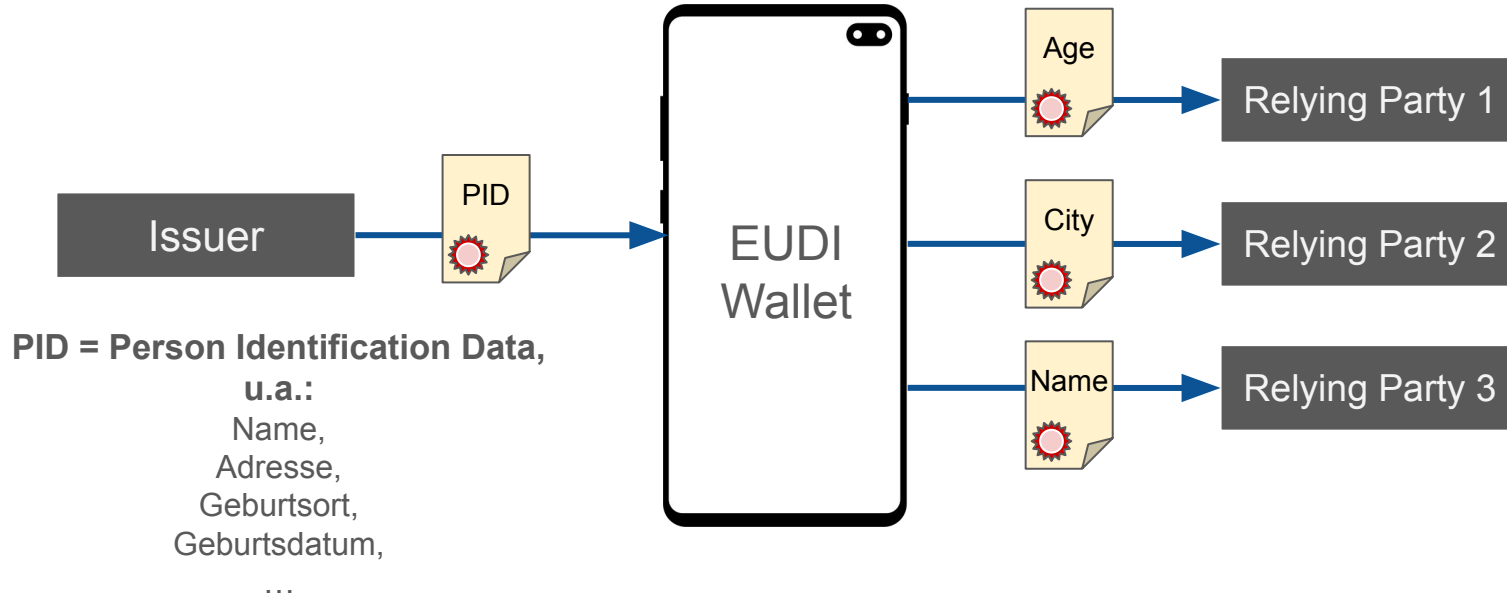 Issuer
PID
PID = Person Identification Data,
u.a.:
Name,
Adresse,
Geburtsort,
Geburtsdatum,
...
EUDI
Wallet
Age
Relying Party 1
City
Relying Party 2
Name
Relying Party 3